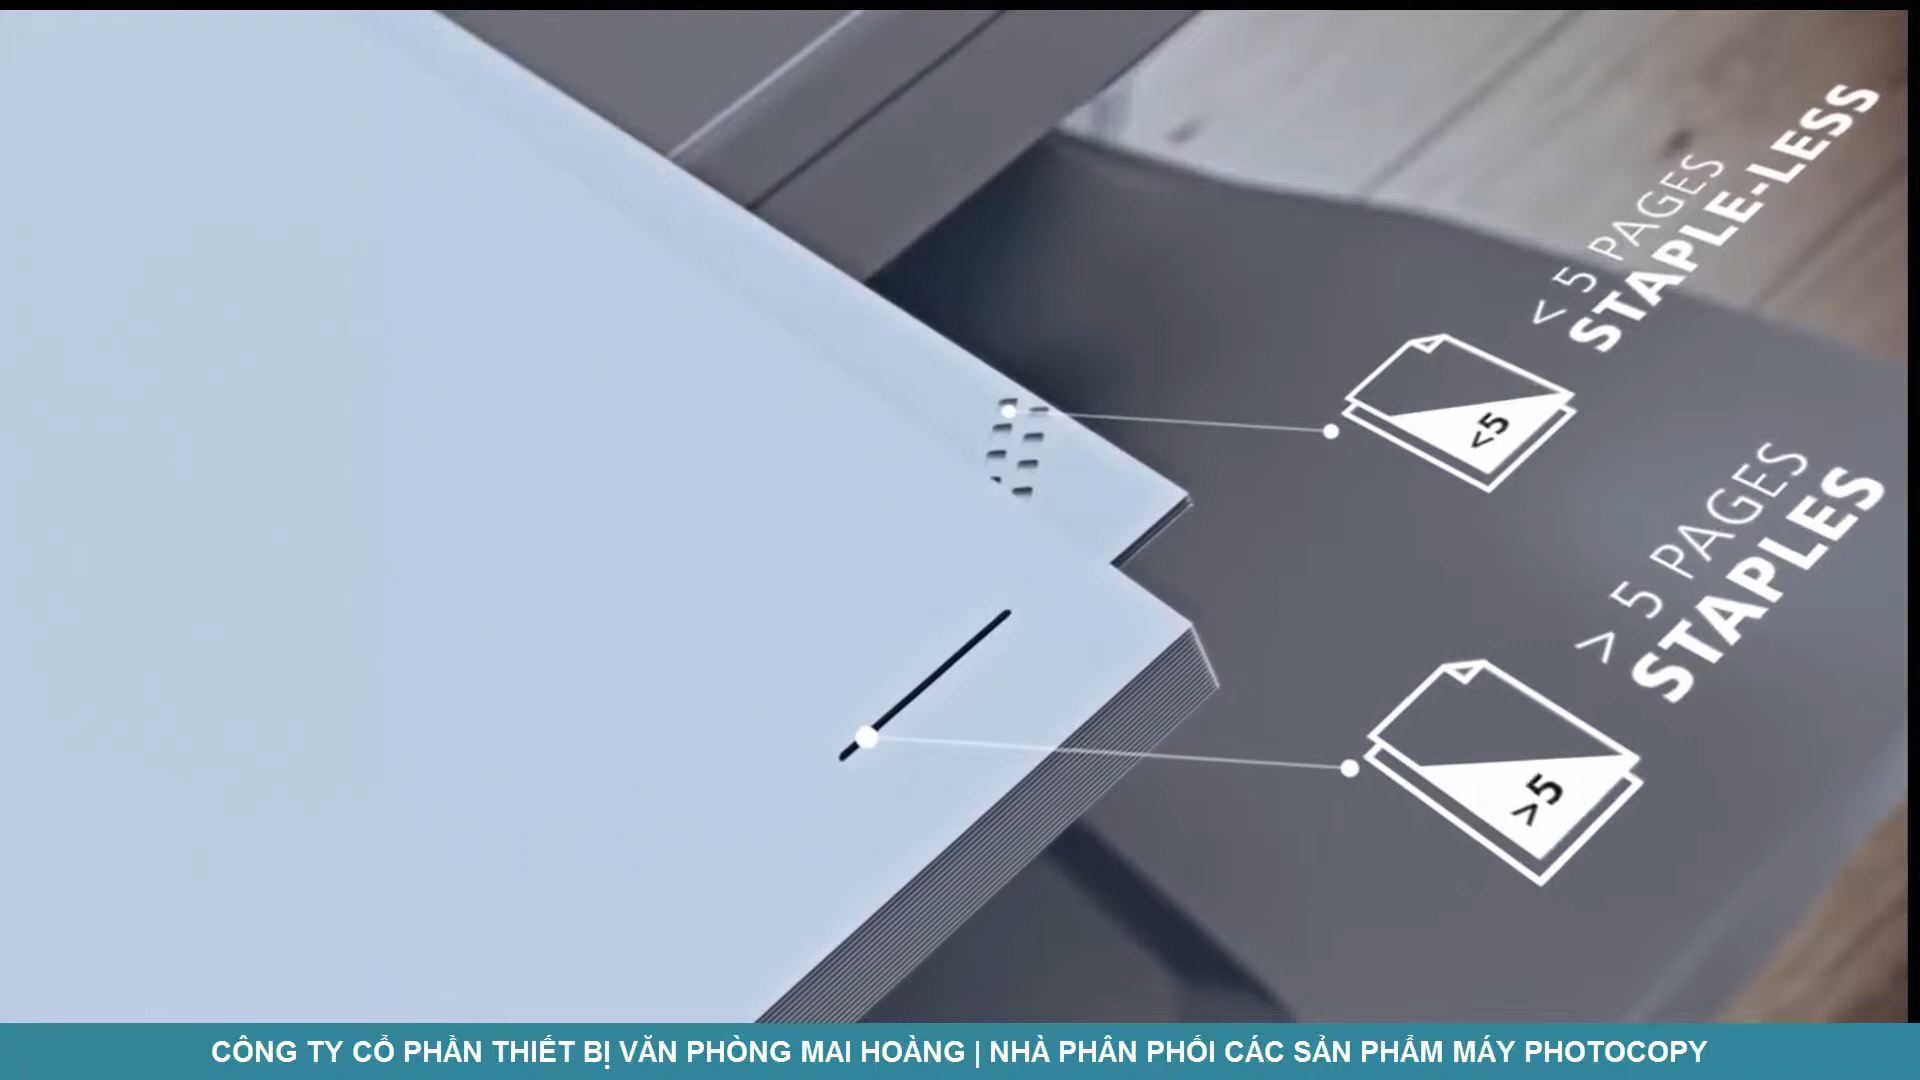 < 5 PAGES
STAPLE-LESS
<5
> 5 PAGES
STAPLES
>5
CÔNG TY CỔ PHẦN THIẾT BỊ VĂN PHÒNG MAI HOÀNG | NHÀ PHÂN PHỐI CÁC SẢN PHẨM MÁY PHOTOCOPY